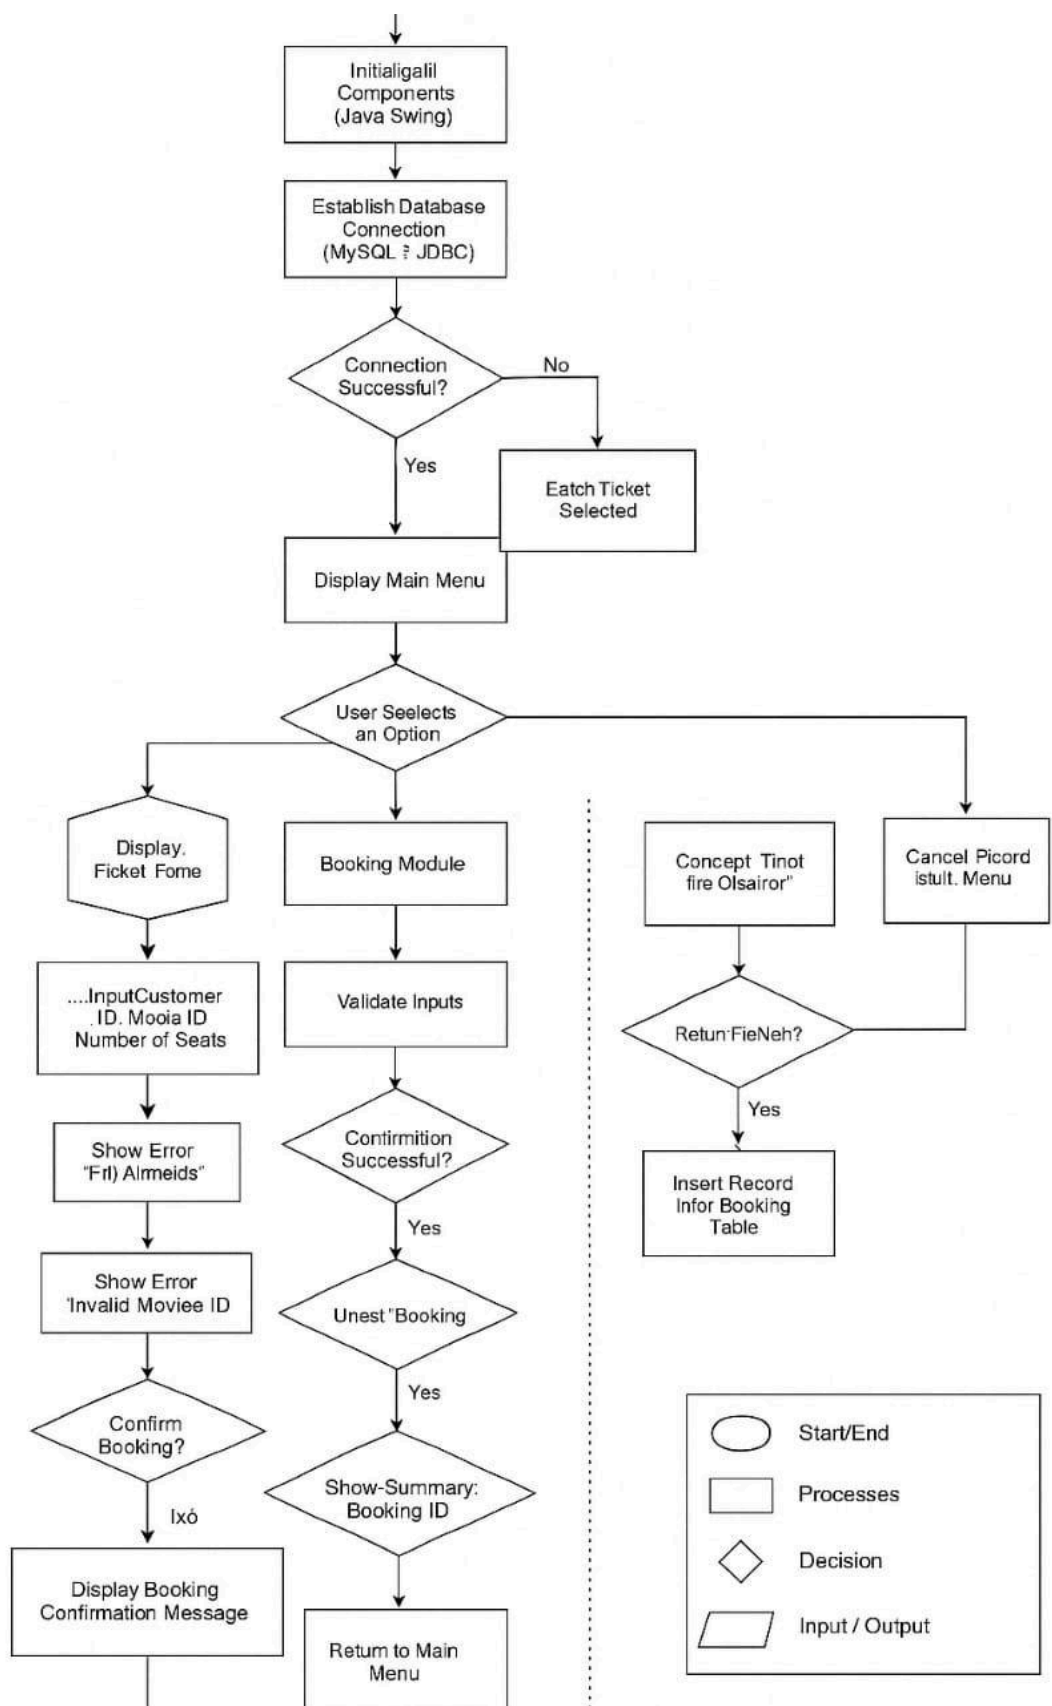 Initialigalil
Components
(Java Swing)
Establish Database
Connection
(MySQL JDBC)
Connection
Successful?
No
Yes
Eatch Ticket
Selected
Display Main Menu
User Seelects
an Option
Display.
Ficket Fome
Booking Module
Concept Tinot
fire Olsairor"
Cancel Picord
istult. Menu
....InputCustomer
.ID. Mooia ID
Number of Seats
Validate Inputs
Retun·FieNeh?
Yes
Show Error
"Frl) Alrmeids"
Confirmition
Successful?
Insert Record
Infor Booking
Table
Yes
Show Error
'Invalid Moviee ID
Unest "Booking
Yes
Confirm
Booking?
Show-Summary:
Booking ID
Ixó
Display Booking
Confirmation Message
Return to Main
Menu
Start/End
Processes
Decision
Input / Output